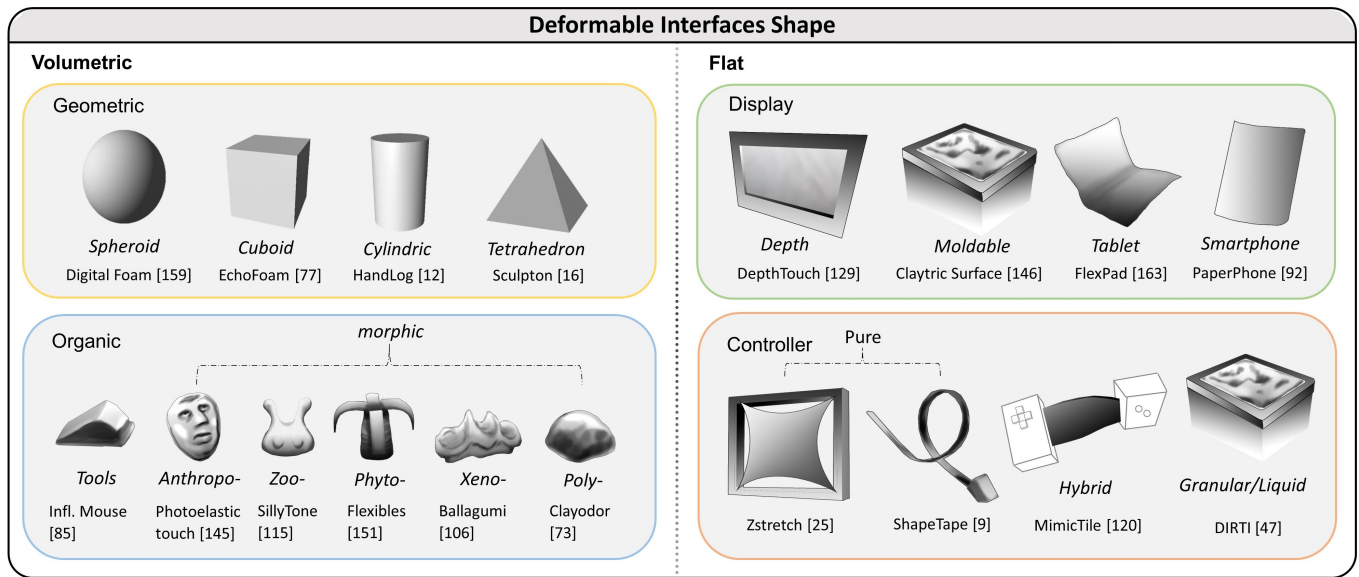 Deformable Interfaces Shape
Volumetric
Geometric
Spheroid
Cuboid
Cylindric
Tetrahedron
Digital Foam [159]
EchoFoam [77]
HandLog [12]
Sculpton [16]
Organic
morphic
Tools
Anthropo-
Zoo-
Phyto-
Xeno-
Poly-
Infl. Mouse
[85]
Photoelastic
touch [145]
SillyTone
[115]
Flexibles
[151]
Ballagumi
[106]
Clayodor
[73]
Flat
Display
Depth
Moldable
Tablet
Smartphone
DepthTouch [129]
Claytric Surface [146]
FlexPad [163]
PaperPhone [92]
Controller
Pure
Hybrid
Granular/Liquid
Zstretch [25]
ShapeTape [9]
MimicTile [120]
DIRTI [47]